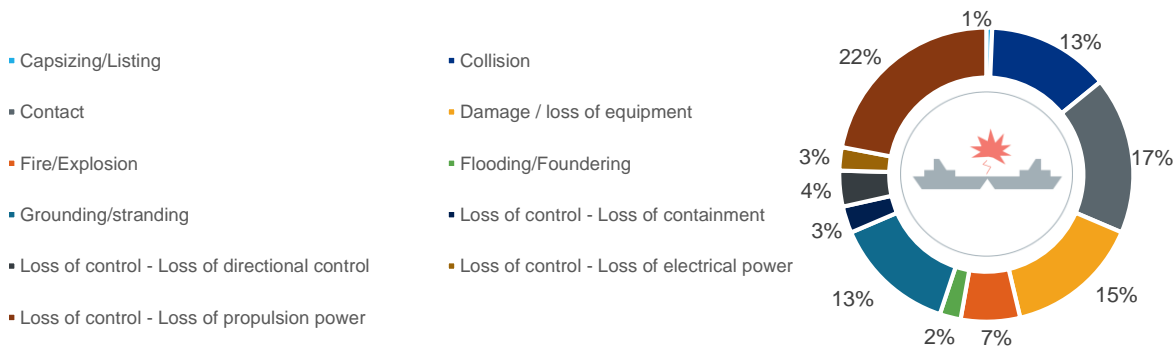 Capsizing/Listing
Collision
Contact
Damage / loss of equipment
Fire/Explosion
Flooding/Foundering
Grounding/stranding
Loss of control - Loss of containment
Loss of control - Loss of directional control
Loss of control - Loss of electrical power
Loss of control - Loss of propulsion power
1%
13%
17%
15%
7%
2%
13%
3%
4%
3%
22%